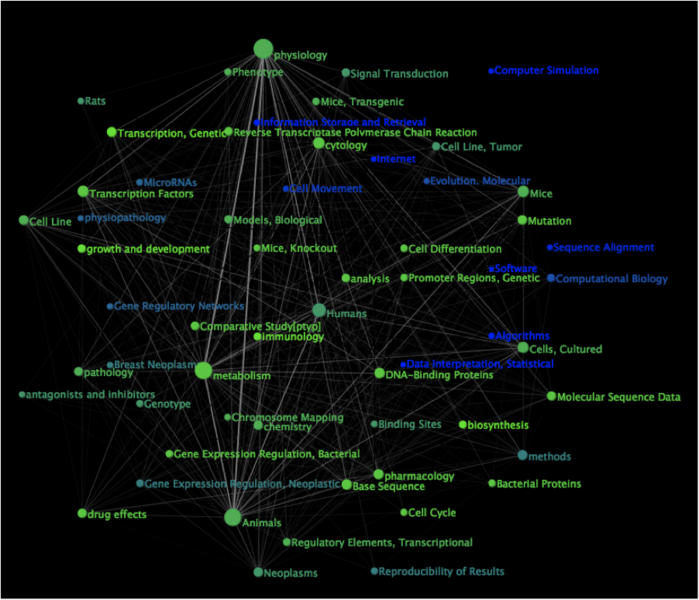 physiology
Phenotype
Signal Transduction
Computer Simulation
Rats
Mice, Transgenic
Information Storage and Retrieval
Transcription, Genetic
Reverse Transcriptase Polymerase Chain Reaction
cytology
Cell Line, Tumor
Internet
MicroRNAs
Evolution, Molecular
Cell Movement
Transcription Factors
Mice
Cell Line
physiopathology
Models, Biological
Mutation
growth and development
Mice, Knockout
Cell Differentiation
Sequence Alignment
Software
analysis
Promoter Regions, Genetic
Computational Biology
Gene Regulatory Networks
Humans
Comparative Study[ptyp]
immunology
Algorithms
Cells, Cultured
Breast Neoplasm
Data Interpretation, Statistical
pathology
metabolism
DNA-Binding Proteins
antagonists and inhibitors
Genotype
Molecular Sequence Data
Chromosome Mapping
chemistry
Binding Sites
biosynthesis
Gene Expression Regulation, Bacterial
methods
pharmacology
Gene Expression Regulation, Neoplastic
Base Sequence
Bacterial Proteins
drug effects
Cell Cycle
Animals
Regulatory Elements, Transcriptional
Neoplasms
Reproducibility of Results